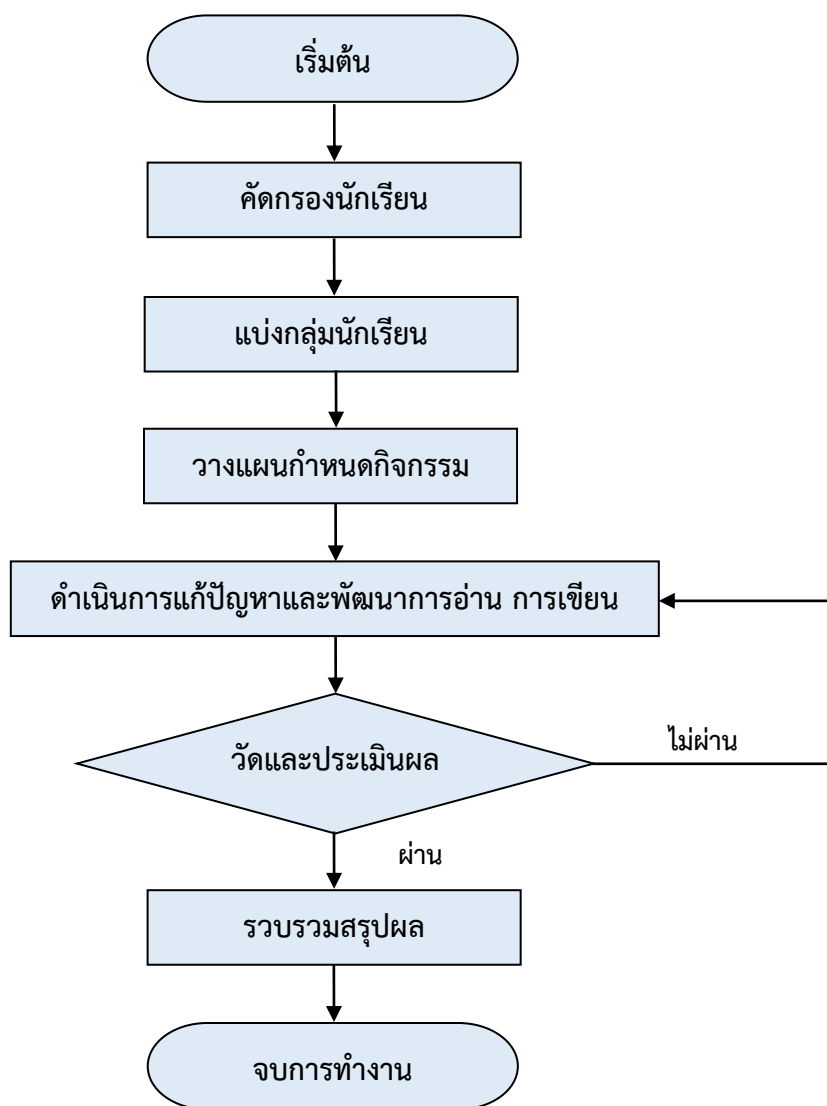 เริ่มต้น
คัดกรองนักเรียน
แบ่งกลุ่มนักเรียน
วางแผนกำหนดกิจกรรม
ดำเนินการแก้ปัญหาและพัฒนาการอ่าน การเขียน
วัดและประเมินผล
ไม่ผ่าน
ผ่าน
รวบรวมสรุปผล
จบการทำงาน